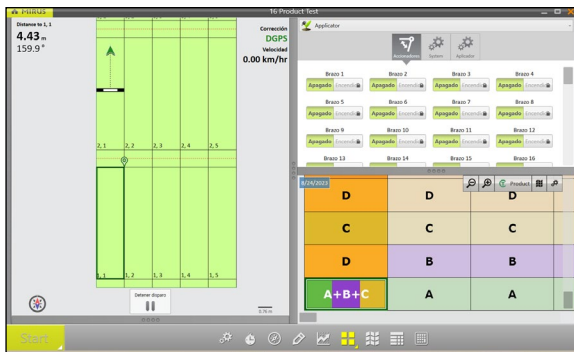 MIRUS
16 Product Test
Distance to 1, 1
4.43 m
159.9°
Corrección
DGPS
Velocidad
0.00 km/hr
2, 1 2, 2 2, 3 2, 4 2, 5
1, 1 1, 2 1, 3 1, 4 1, 5
Detener disparo
0.76 m
Applicator
Accionadores System Aplicator
Brazo 1 Brazo 2 Brazo 3 Brazo 4
Apagado Encendido Apagado Encendido Apagado Encendido Apagado Encendido
Brazo 5 Brazo 6 Brazo 7 Brazo 8
Apagado Encendido Apagado Encendido Apagado Encendido Apagado Encendido
Brazo 9 Brazo 10 Brazo 11 Brazo 12
Apagado Encendido Apagado Encendido Apagado Encendido Apagado Encendido
Brazo 13 Brazo 14 Brazo 15 Brazo 16
8/24/2023
Product
D D D
C C C
D B B
A+B+C A A
Start